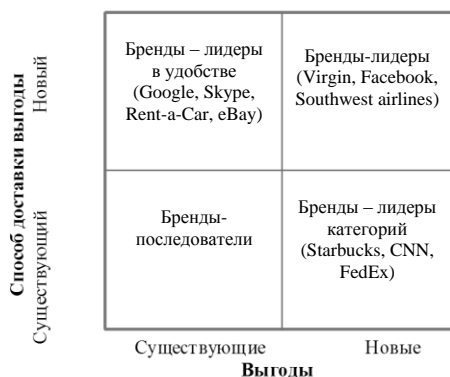 Способ доставки выгоды
Новый
Существующий
Бренды – лидеры
в удобстве
(Google, Skype,
Rent-a-Car, eBay)
Бренды-лидеры
(Virgin, Facebook,
Southwest airlines)
Бренды-
последователи
Бренды – лидеры
категорий
(Starbucks, CNN,
FedEx)
Существующие
Новые
Выгоды